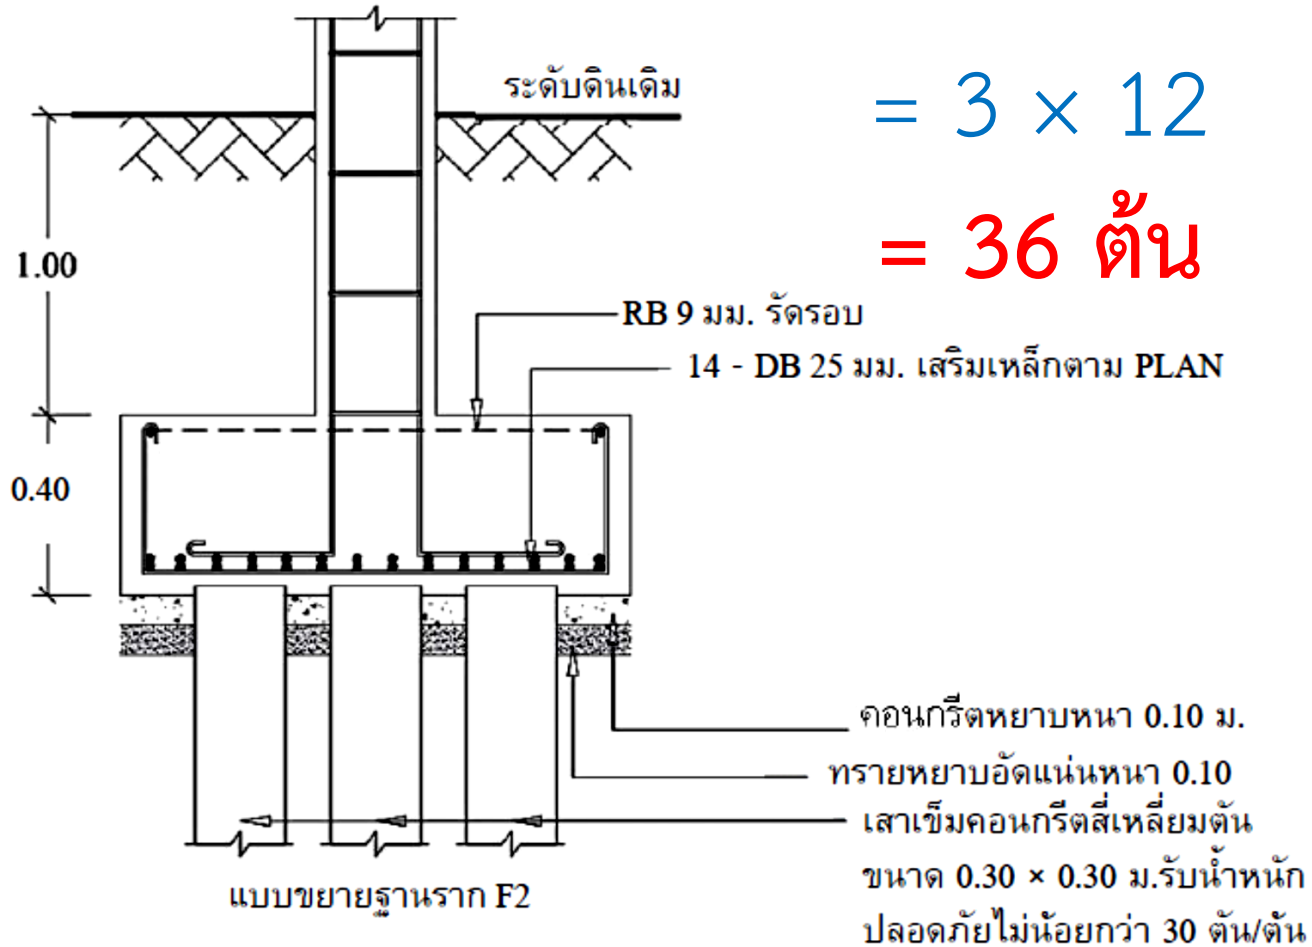 ระดับดินเดิม
= 3 × 12
= 36 ต้น
1.00
RB 9 มม. รัดรอบ
14 - DB 25 มม. เสริมเหล็กตาม PLAN
0.40
คอนกรีตหยาบหนา 0.10 ม.
ทรายหยาบอัดแน่นหนา 0.10
เสาเข็มคอนกรีตสี่เหลี่ยมตัน
ขนาด 0.30 × 0.30 ม.รับน้ำหนัก
ปลอดภัยไม่น้อยกว่า 30 ตัน/ต้น
แบบขยายฐานราก F2